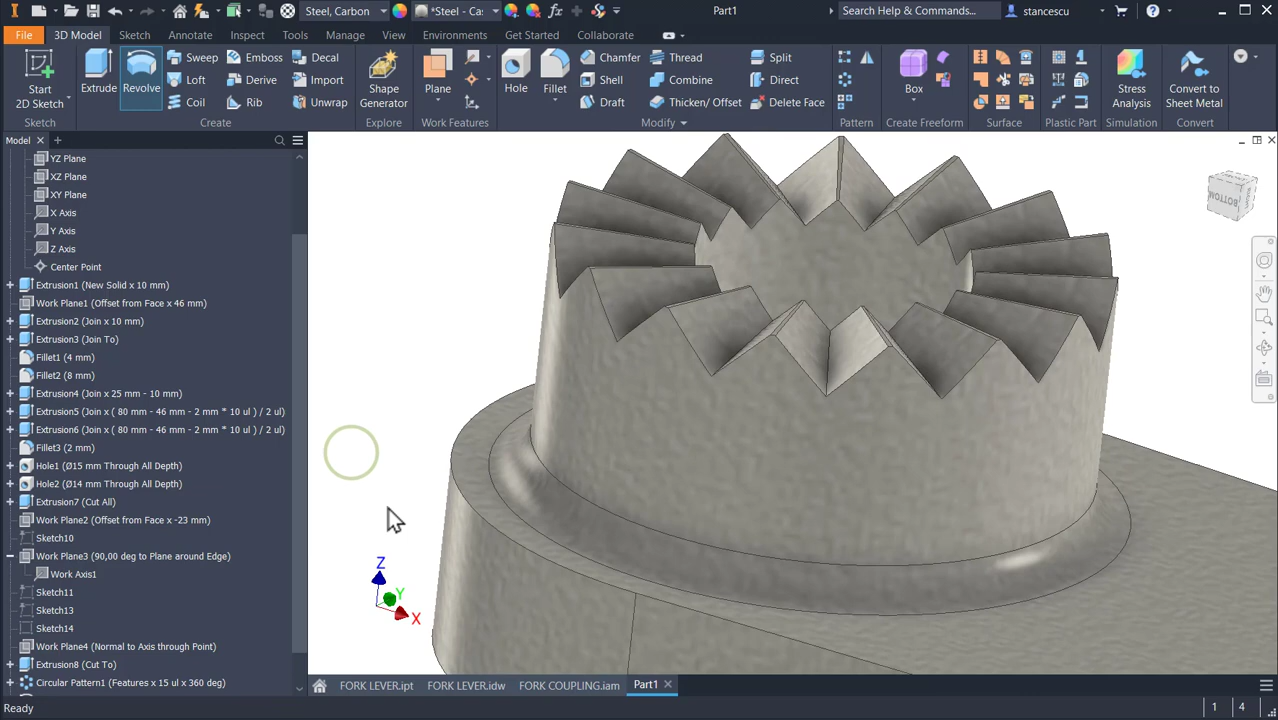 Steel, Carbon
*Steel - Cas
fx
Part1
Search Help & Commands...
stancescu
File
3D Model
Sketch
Annotate
Inspect
Tools
Manage
View
Environments
Get Started
Collaborate
Start
2D Sketch
Extrude
Revolve
Sweep
Emboss
Decal
Loft
Derive
Import
Coil
Rib
Unwrap
Shape
Generator
Plane
Hole
Fillet
Chamfer
Thread
Split
Shell
Combine
Direct
Draft
Thicken/ Offset
Delete Face
Box
Stress
Analysis
Convert to
Sheet Metal
Sketch
Create
Explore
Work Features
Modify
Pattern
Create Freeform
Surface
Plastic Part
Simulation
Convert
Model
YZ Plane
XZ Plane
XY Plane
X Axis
Y Axis
Z Axis
Center Point
Extrusion1 (New Solid x 10 mm)
Work Plane1 (Offset from Face x 46 mm)
Extrusion2 (Join x 10 mm)
Extrusion3 (Join To)
Fillet1 (4 mm)
Fillet2 (8 mm)
Extrusion4 (Join x 25 mm - 10 mm)
Extrusion5 (Join x ( 80 mm - 46 mm - 2 mm * 10 ul ) / 2 ul)
Extrusion6 (Join x ( 80 mm - 46 mm - 2 mm * 10 ul ) / 2 ul)
Fillet3 (2 mm)
Hole1 (Ø15 mm Through All Depth)
Hole2 (Ø14 mm Through All Depth)
Extrusion7 (Cut All)
Work Plane2 (Offset from Face x -23 mm)
Sketch10
Work Plane3 (90,00 deg to Plane around Edge)
Work Axis1
Sketch11
Sketch13
Sketch14
Work Plane4 (Normal to Axis through Point)
Extrusion8 (Cut To)
Circular Pattern1 (Features x 15 ul x 360 deg)
BOTTOM
Z
Y
X
FORK LEVER.ipt
FORK LEVER.idw
FORK COUPLING.iam
Part1
Ready
1
4